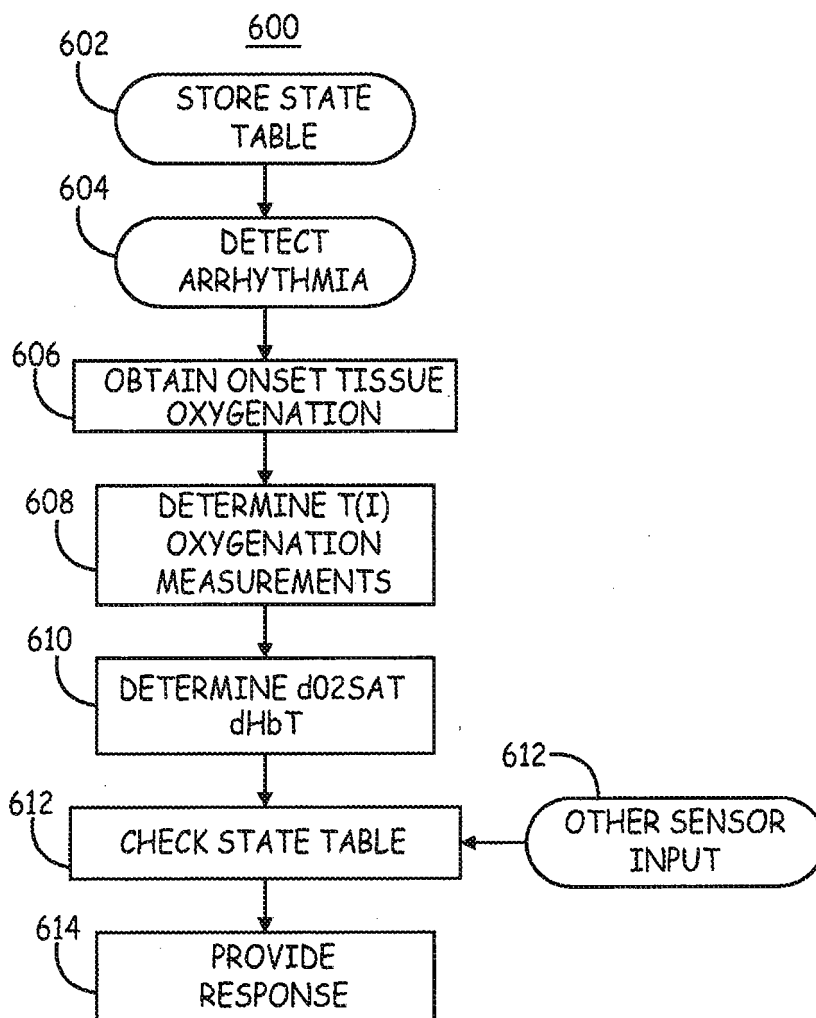 600
602
STORE STATE
TABLE
604
DETECT
ARRHYTHMIA
606
OBTAIN ONSET TISSUE
OXYGENATION
608
DETERMINE T(I)
OXYGENATION
MEASUREMENTS
610
DETERMINE dO2SAT
dHbT
612
CHECK STATE TABLE
612
OTHER SENSOR
INPUT
614
PROVIDE
RESPONSE